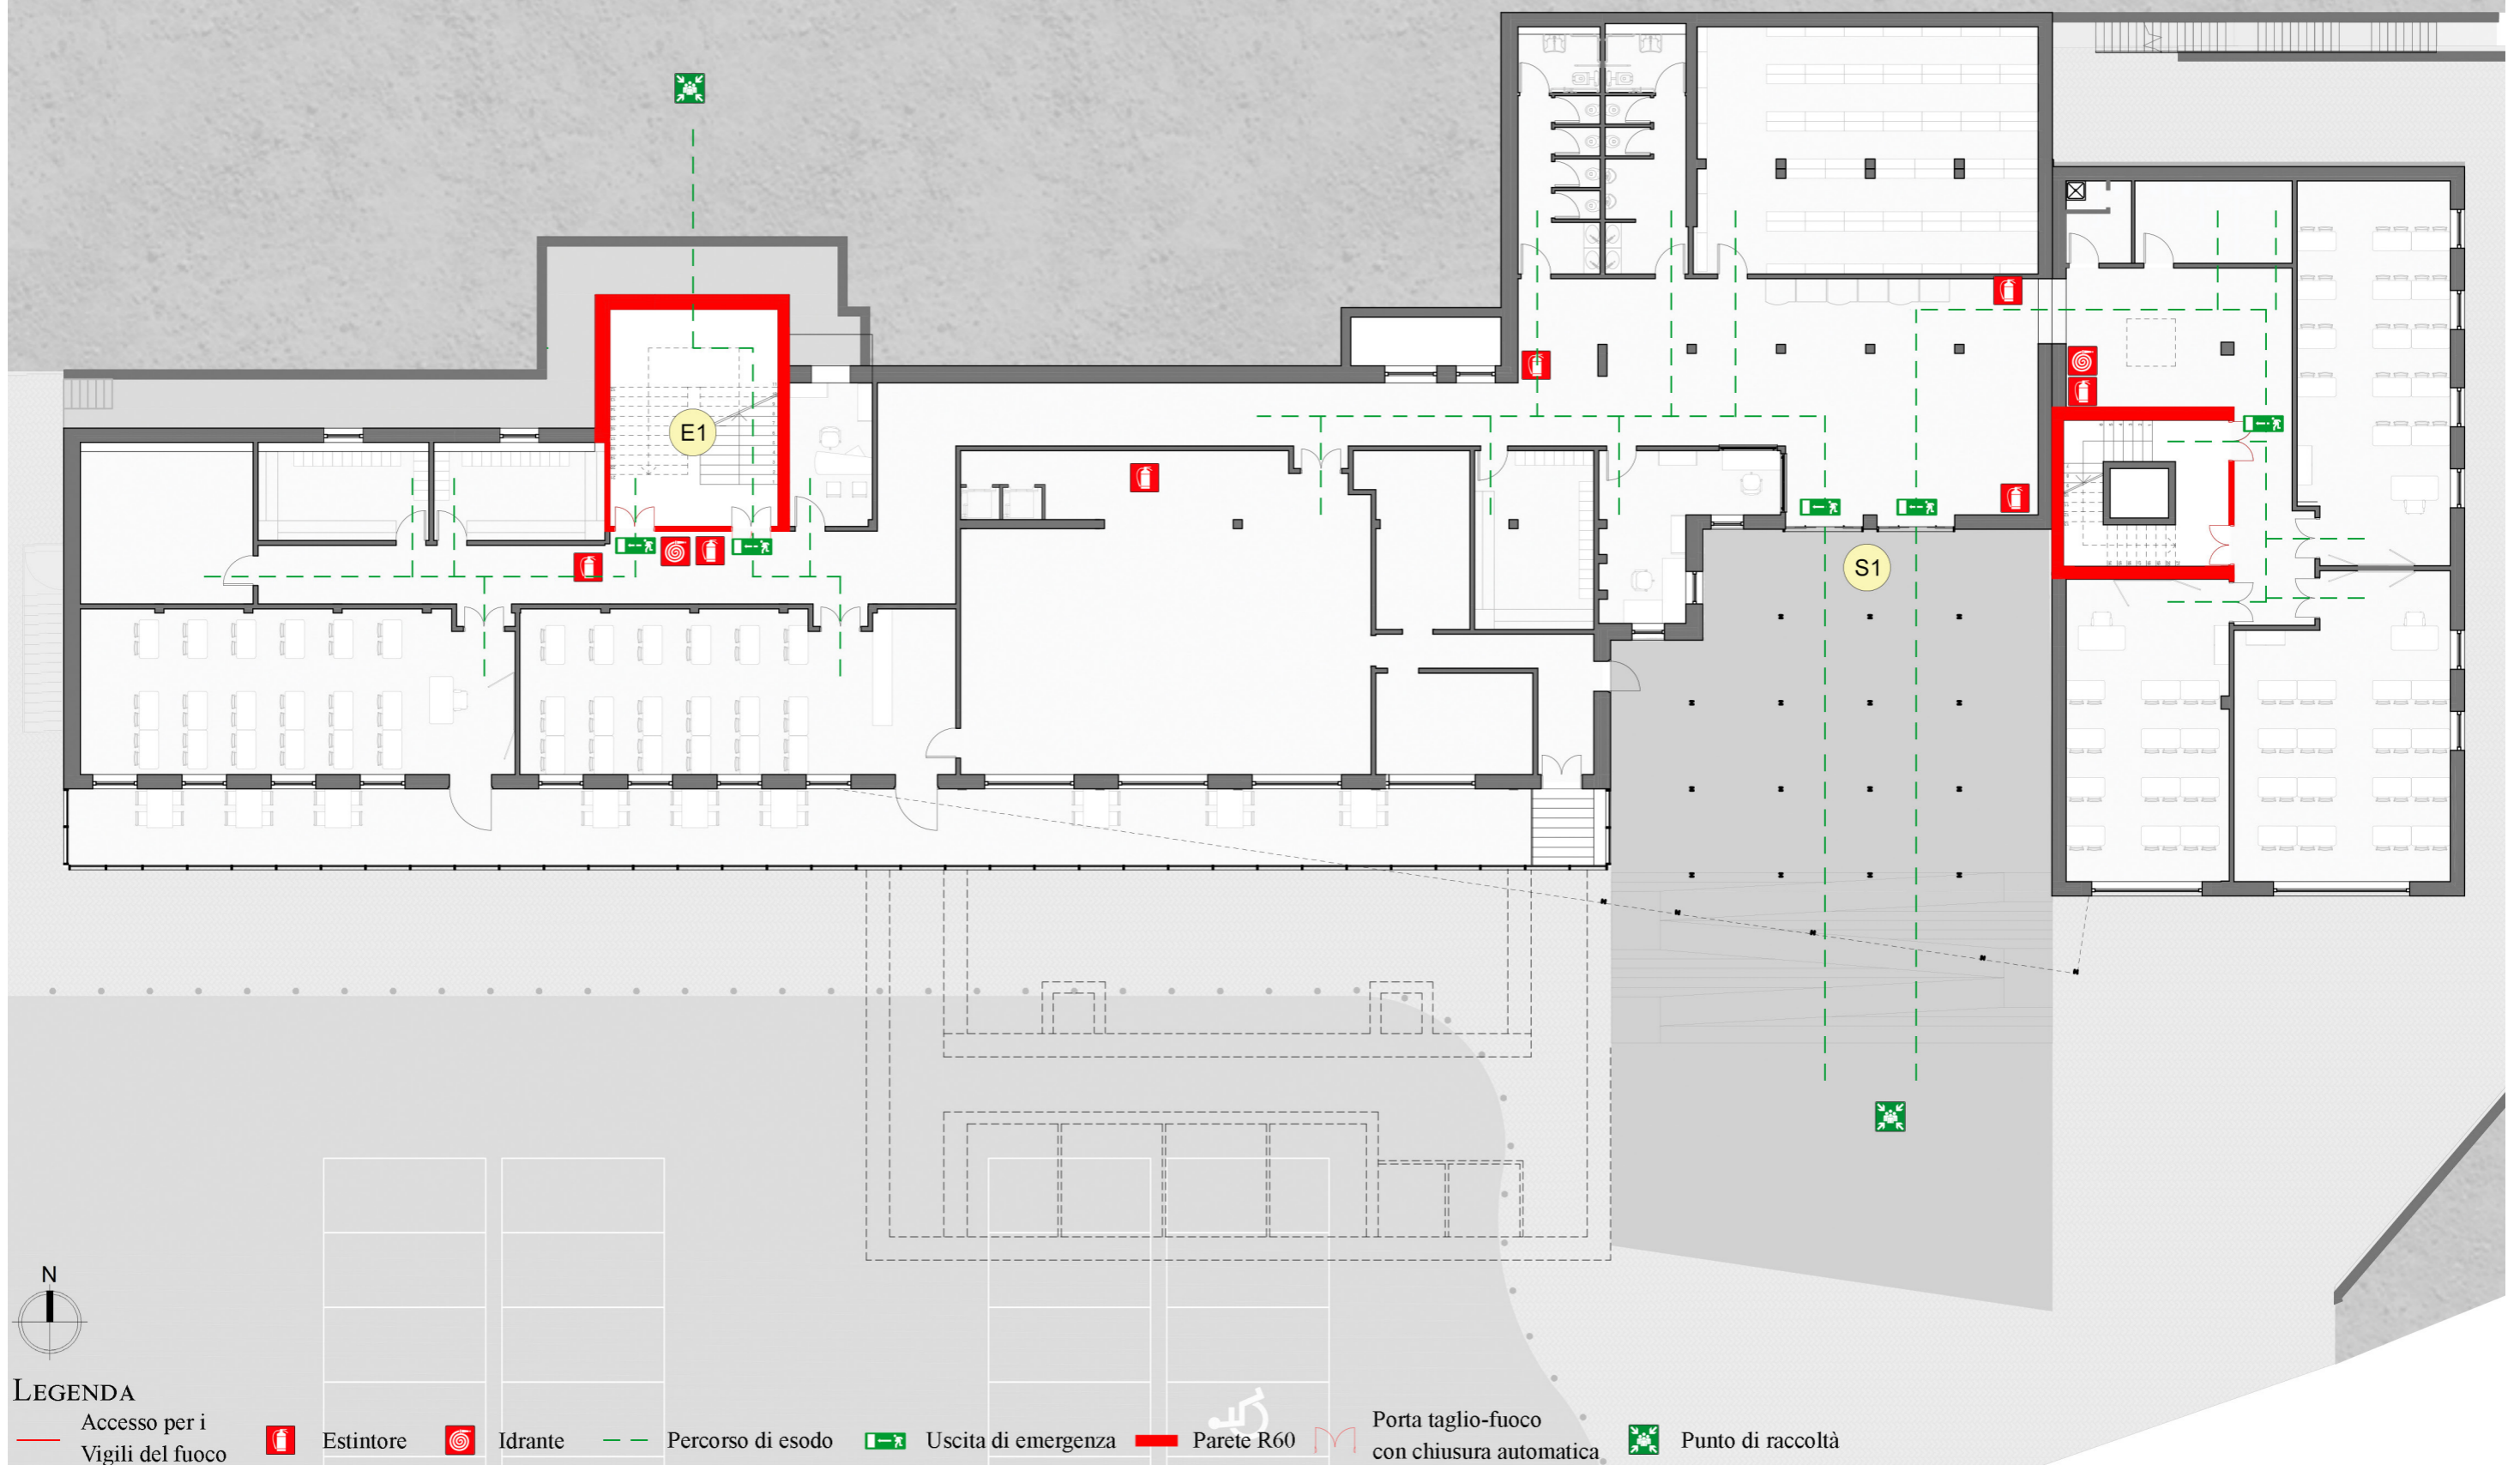 E1
S1
N
LEGENDA
Accesso per i
Vigili del fuoco
Estintore
Idrante
Percorso di esodo
Uscita di emergenza
Parete R60
Porta taglio-fuoco
con chiusura automatica
Punto di raccoltà